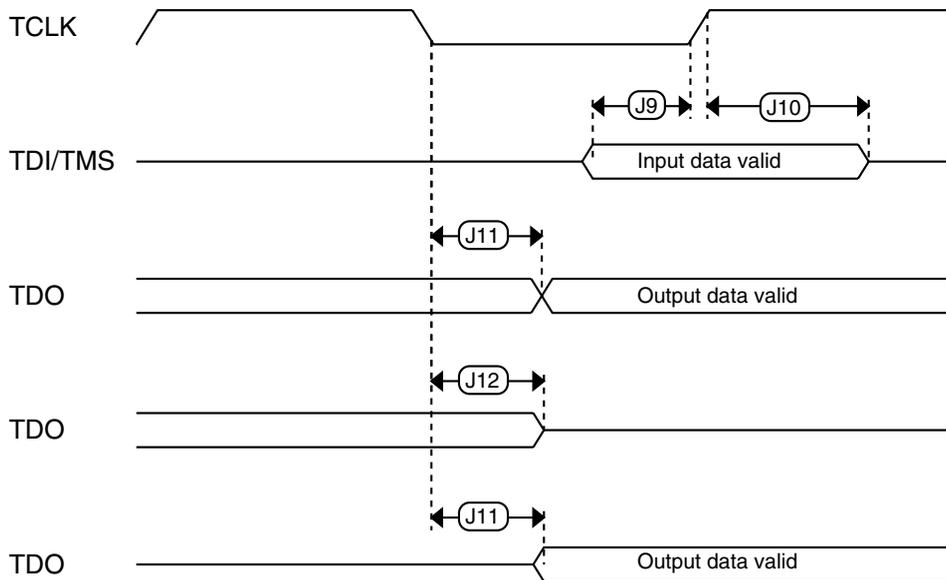 TCLK
J9
J10
TDI/TMS
Input data valid
J11
TDO
Output data valid
J12
TDO
J11
TDO
Output data valid